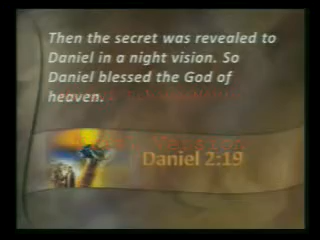 Then the secret was revealed to
Daniel in a night vision. So
Daniel blessed the God of
heaven.
Daniel 2:19